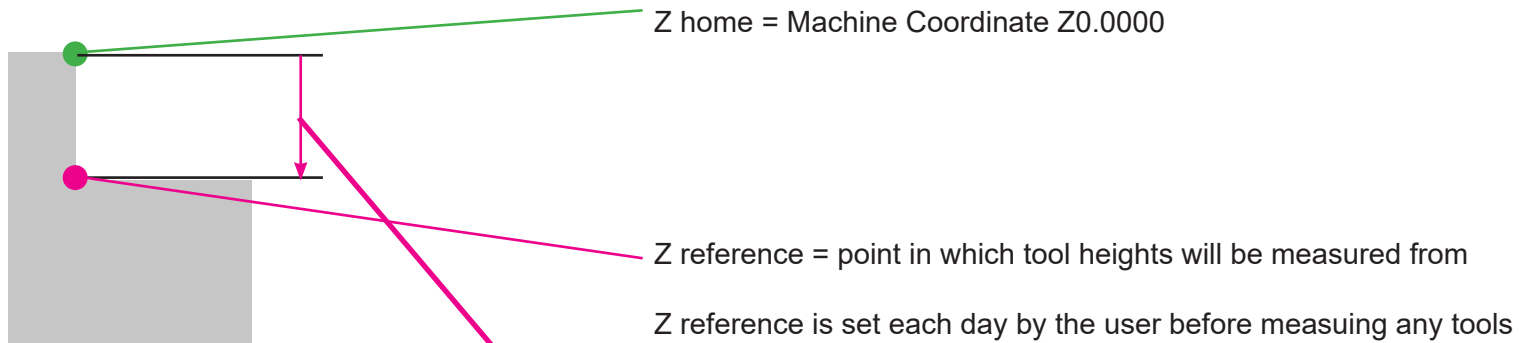 Z home = Machine Coordinate Z0.0000
Z reference = point in which tool heights will be measured from
Z reference is set each day by the user before measuing any tools